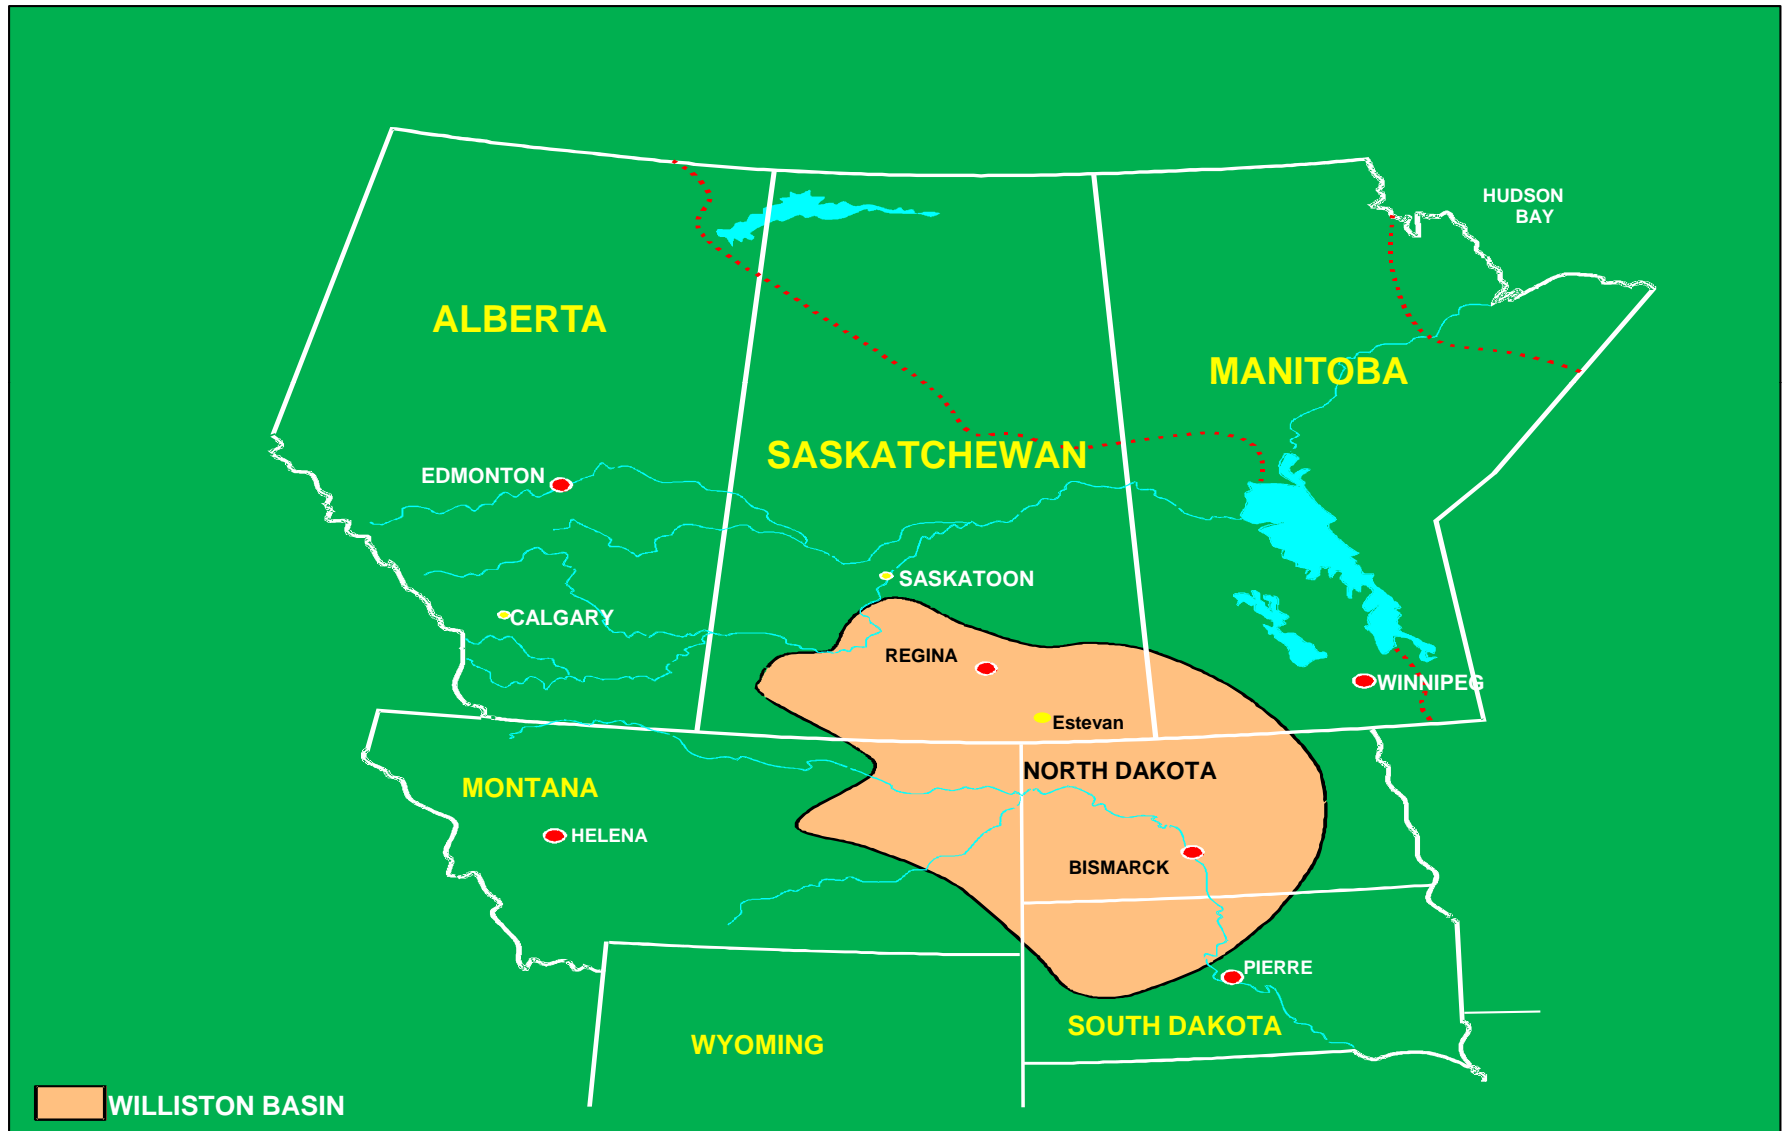 HUDSON
BAY
ALBERTA
MANITOBA
SASKATCHEWAN
EDMONTON
SASKATOON
CALGARY
REGINA
WINNIPEG
Estevan
NORTH DAKOTA
MONTANA
HELENA
BISMARCK
PIERRE
SOUTH DAKOTA
WYOMING
WILLISTON BASIN